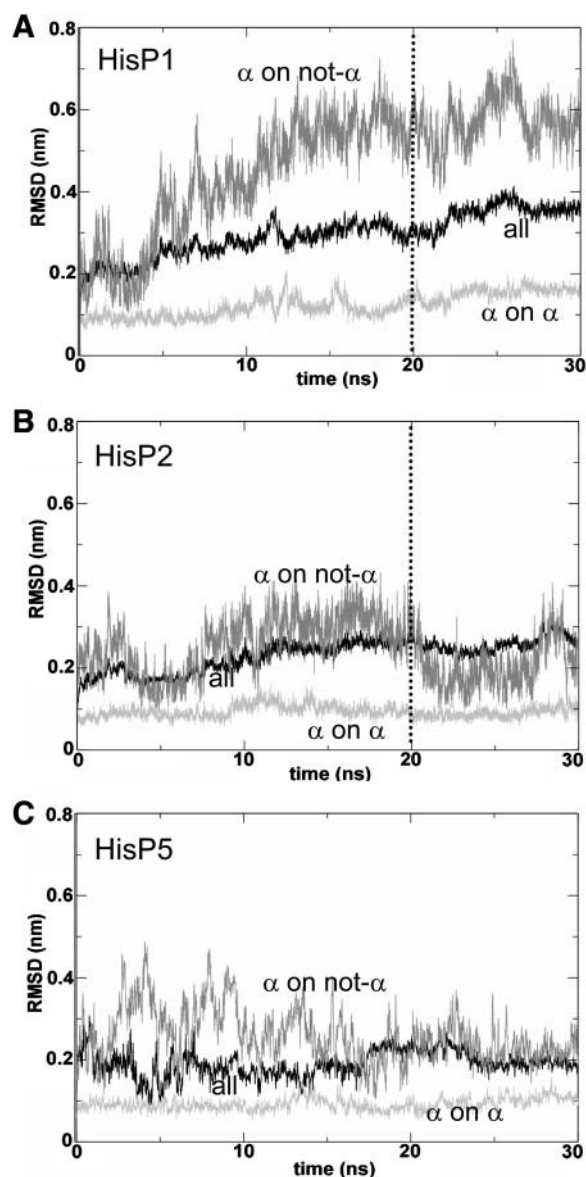 A
HisP1
α on not-α
all
α on α
RMSD (nm)
0.8
0.6
0.4
0.2
0
0 10 20 30
time (ns)
B
HisP2
α on not-α
all
α on α
RMSD (nm)
0.8
0.6
0.4
0.2
0
0 10 20 30
time (ns)
C
HisP5
α on not-α
all
α on α
RMSD (nm)
0.8
0.6
0.4
0.2
0
0 10 20 30
time (ns)